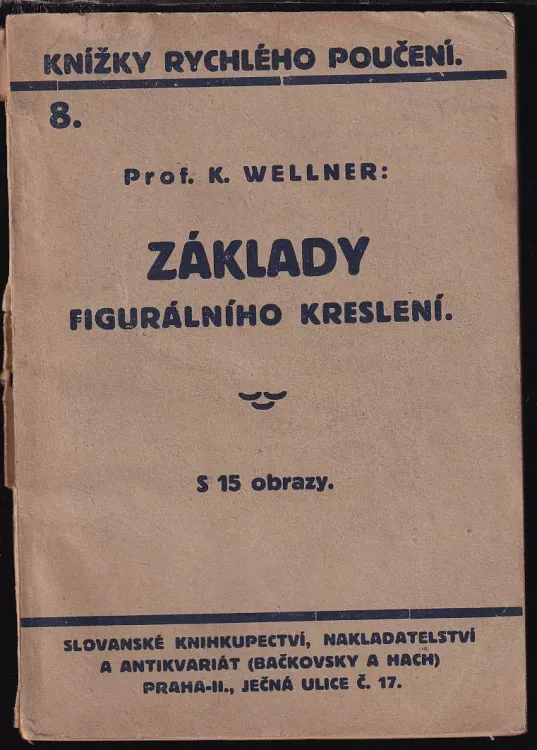 KNÍŽKY RYCHLÉHO POUČENÍ.
8.
Prof. K. WELLNER:
ZÁKLADY
FIGURÁLNÍHO KRESLENÍ.
S 15 obrazy.
SLOVANSKÉ KNIHKUPECTVÍ, NAKLADATELSTVÍ
A ANTIKVARIÁT (BAČKOVSKY A HACH)
PRAHA-II., JEČNÁ ULICE Č. 17.